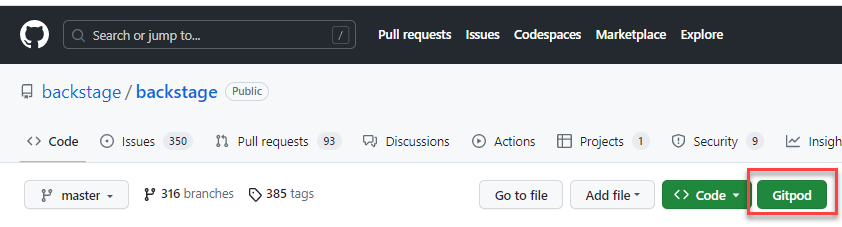 Search or jump to... / Pull requests Issues Codespaces Marketplace Explore
backstage / backstage Public
Code Issues 350 Pull requests 93 Discussions Actions Projects 1 Security 9 Insigh
master 316 branches 385 tags Go to file Add file Code Gitpod